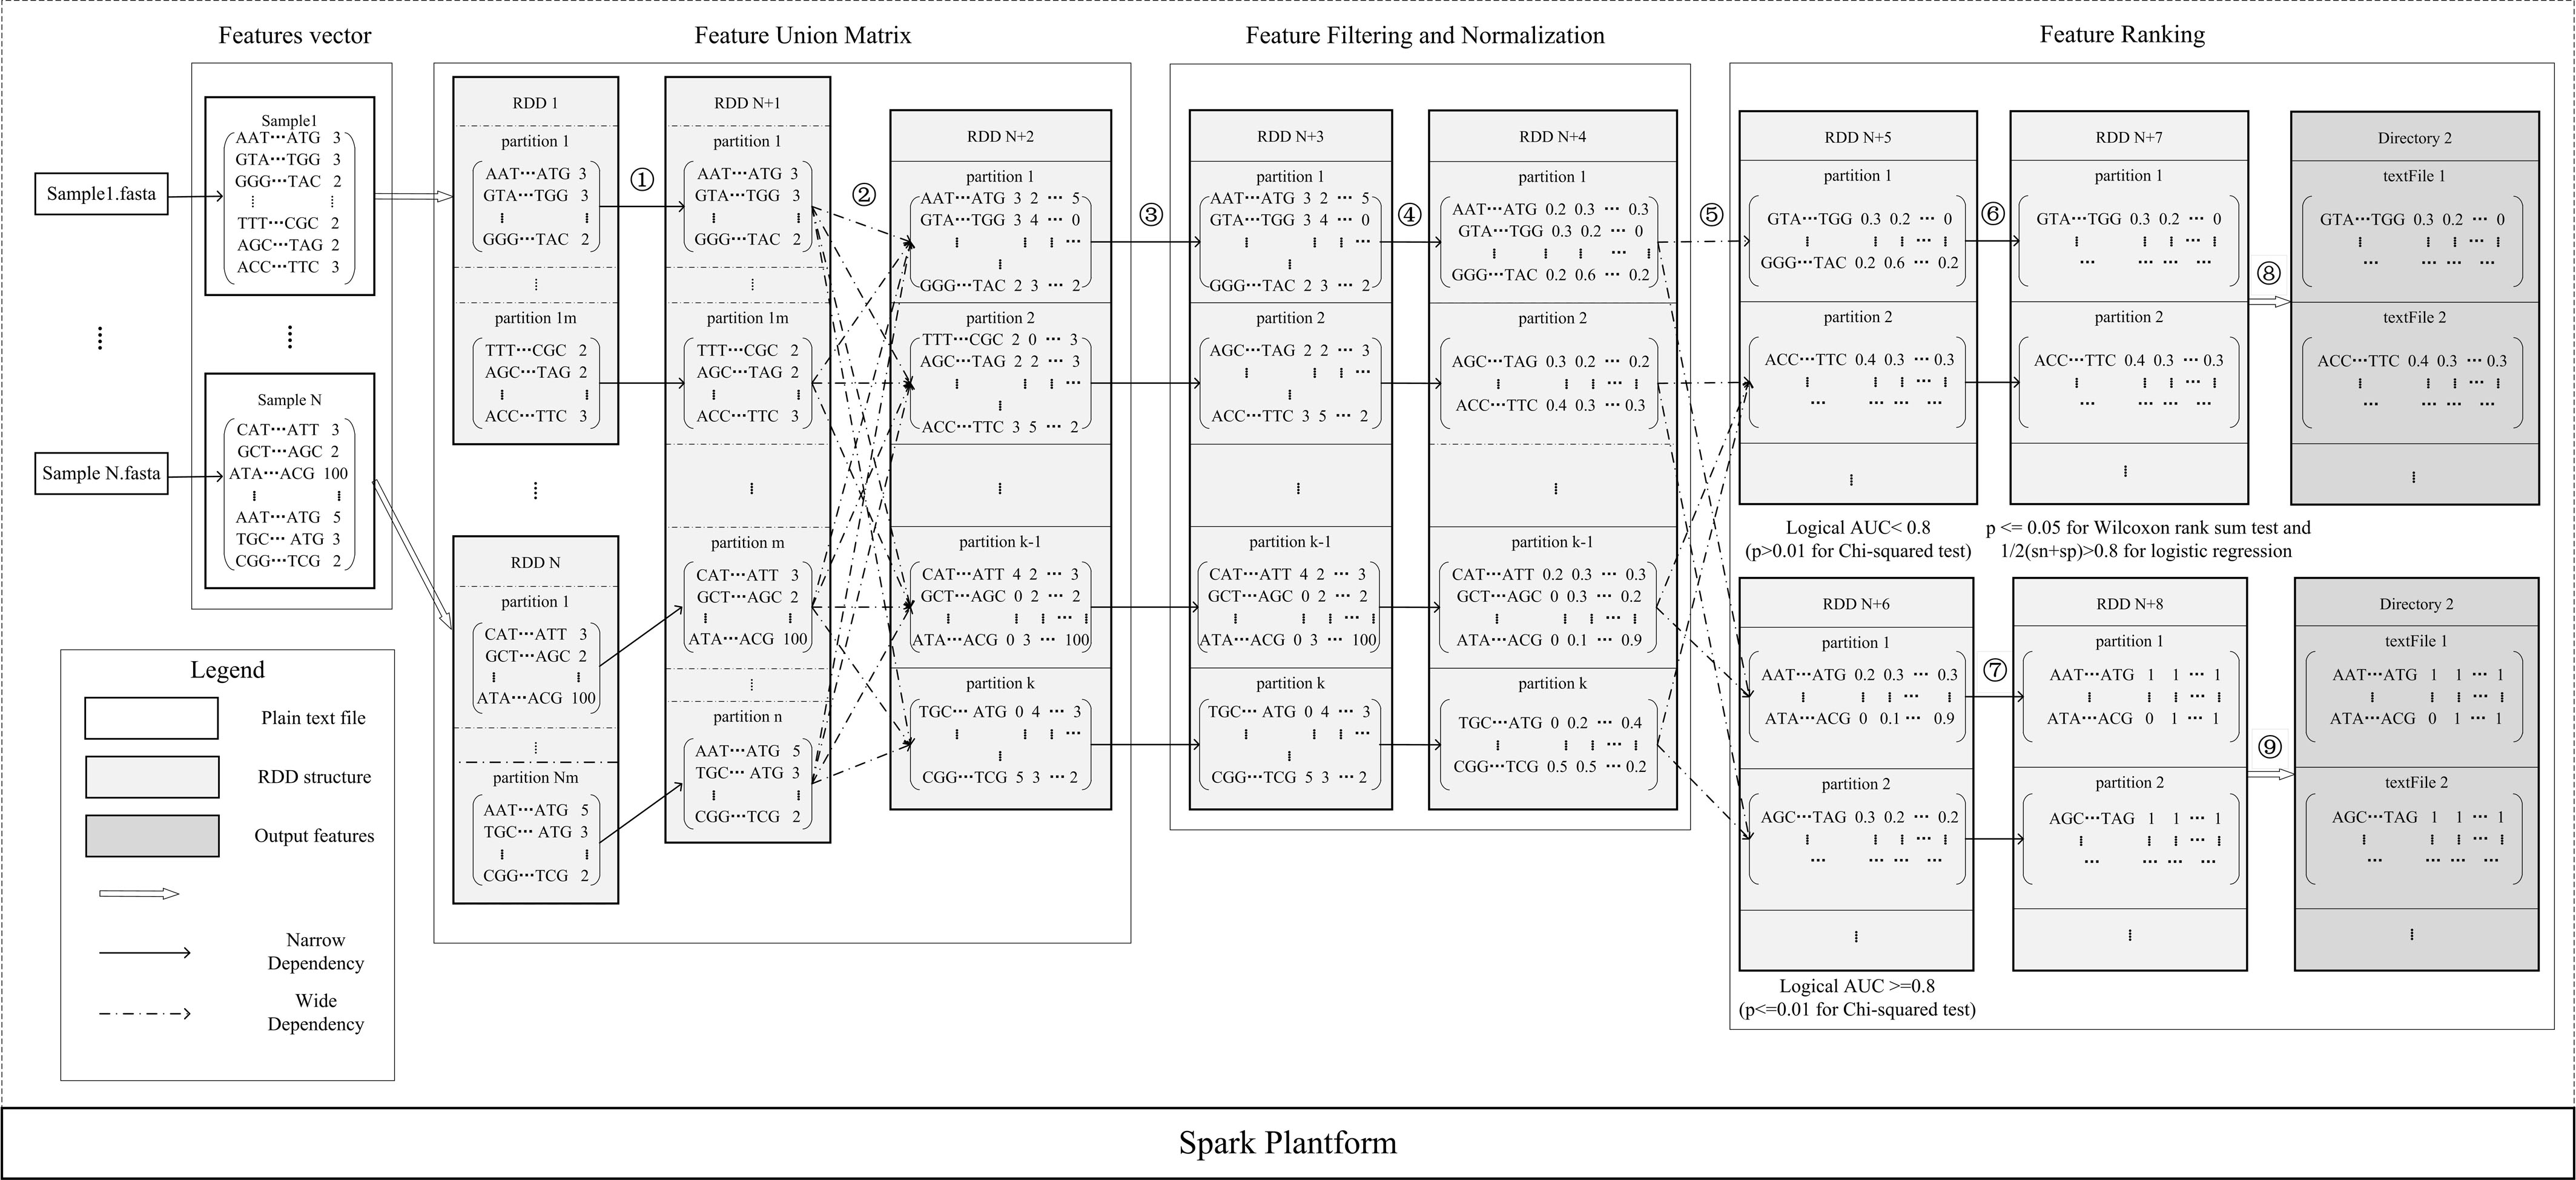 Features vector
Feature Union Matrix
Feature Filtering and Normalization
Feature Ranking
Sample1.fasta
⋮
Sample N.fasta
Sample1
AAT···ATG 3
GTA···TGG 3
GGG···TAC 2
⋮ ⋮
TTT···CGC 2
AGC···TAG 2
ACC···TTC 3
⋮
Sample N
CAT···ATT 3
GCT···AGC 2
ATA···ACG 100
⋮ ⋮
AAT···ATG 5
TGC··· ATG 3
CGG···TCG 2
RDD 1
partition 1
AAT···ATG 3
GTA···TGG 3
⋮ ⋮
GGG···TAC 2
⋮
partition 1m
TTT···CGC 2
AGC···TAG 2
⋮ ⋮
ACC···TTC 3
⋮
RDD N
partition 1
CAT···ATT 3
GCT···AGC 2
⋮ ⋮
ATA···ACG 100
⋮
partition Nm
AAT···ATG 5
TGC··· ATG 3
⋮ ⋮
CGG···TCG 2
①
RDD N+1
partition 1
AAT···ATG 3
GTA···TGG 3
⋮ ⋮
GGG···TAC 2
⋮
partition 1m
TTT···CGC 2
AGC···TAG 2
⋮ ⋮
ACC···TTC 3
⋮
partition m
CAT···ATT 3
GCT···AGC 2
⋮ ⋮
ATA···ACG 100
⋮
partition n
AAT···ATG 5
TGC··· ATG 3
⋮ ⋮
CGG···TCG 2
②
RDD N+2
partition 1
AAT···ATG 3 2 ··· 5
GTA···TGG 3 4 ··· 0
⋮ ⋮ ⋮ ···
⋮
GGG···TAC 2 3 ··· 2
partition 2
TTT···CGC 2 0 ··· 3
AGC···TAG 2 2 ··· 3
⋮ ⋮ ⋮ ···
⋮
ACC···TTC 3 5 ··· 2
⋮
partition k-1
CAT···ATT 4 2 ··· 3
GCT···AGC 0 2 ··· 2
⋮ ⋮ ⋮ ··· ⋮
ATA···ACG 0 3 ··· 100
partition k
TGC··· ATG 0 4 ··· 3
⋮ ⋮ ⋮ ···
⋮
CGG···TCG 5 3 ··· 2
③
RDD N+3
partition 1
AAT···ATG 3 2 ··· 5
GTA···TGG 3 4 ··· 0
⋮ ⋮ ⋮ ···
⋮
GGG···TAC 2 3 ··· 2
partition 2
AGC···TAG 2 2 ··· 3
⋮ ⋮ ⋮ ···
⋮
ACC···TTC 3 5 ··· 2
⋮
partition k-1
CAT···ATT 4 2 ··· 3
GCT···AGC 0 2 ··· 2
⋮ ⋮ ⋮ ··· ⋮
ATA···ACG 0 3 ··· 100
partition k
TGC··· ATG 0 4 ··· 3
⋮ ⋮ ⋮ ···
⋮
CGG···TCG 5 3 ··· 2
④
RDD N+4
partition 1
AAT···ATG 0.2 0.3 ··· 0.3
GTA···TGG 0.3 0.2 ··· 0
⋮ ⋮ ⋮ ··· ⋮
GGG···TAC 0.2 0.6 ··· 0.2
partition 2
AGC···TAG 0.3 0.2 ··· 0.2
⋮ ⋮ ⋮ ··· ⋮
ACC···TTC 0.4 0.3 ··· 0.3
⋮
partition k-1
CAT···ATT 0.2 0.3 ··· 0.3
GCT···AGC 0 0.3 ··· 0.2
⋮ ⋮ ⋮ ··· ⋮
ATA···ACG 0 0.1 ··· 0.9
partition k
TGC···ATG 0 0.2 ··· 0.4
⋮ ⋮ ⋮ ··· ⋮
CGG···TCG 0.5 0.5 ··· 0.2
⑤
RDD N+5
partition 1
GTA···TGG 0.3 0.2 ··· 0
⋮ ⋮ ⋮ ··· ⋮
GGG···TAC 0.2 0.6 ··· 0.2
partition 2
ACC···TTC 0.4 0.3 ··· 0.3
⋮ ⋮ ⋮ ··· ⋮
··· ··· ··· ···
⋮
Logical AUC< 0.8
(p>0.01 for Chi-squared test)
⑥
RDD N+7
partition 1
GTA···TGG 0.3 0.2 ··· 0
⋮ ⋮ ⋮ ··· ⋮
··· ··· ··· ···
partition 2
ACC···TTC 0.4 0.3 ··· 0.3
⋮ ⋮ ⋮ ··· ⋮
··· ··· ··· ···
⋮
p <= 0.05 for Wilcoxon rank sum test and
1/2(sn+sp)>0.8 for logistic regression
⑧
Directory 2
textFile 1
GTA···TGG 0.3 0.2 ··· 0
⋮ ⋮ ⋮ ··· ⋮
··· ··· ··· ···
textFile 2
ACC···TTC 0.4 0.3 ··· 0.3
⋮ ⋮ ⋮ ··· ⋮
··· ··· ··· ···
⋮
RDD N+6
partition 1
AAT···ATG 0.2 0.3 ··· 0.3
⋮ ⋮ ⋮ ··· ⋮
ATA···ACG 0 0.1 ··· 0.9
partition 2
AGC···TAG 0.3 0.2 ··· 0.2
⋮ ⋮ ⋮ ··· ⋮
··· ··· ··· ···
⋮
Logical AUC >=0.8
(p<=0.01 for Chi-squared test)
⑦
RDD N+8
partition 1
AAT···ATG 1 1 ··· 1
⋮ ⋮ ⋮ ··· ⋮
ATA···ACG 0 1 ··· 1
partition 2
AGC···TAG 1 1 ··· 1
⋮ ⋮ ⋮ ··· ⋮
··· ··· ··· ···
⋮
⑨
Directory 2
textFile 1
AAT···ATG 1 1 ··· 1
⋮ ⋮ ⋮ ··· ⋮
ATA···ACG 0 1 ··· 1
textFile 2
AGC···TAG 1 1 ··· 1
⋮ ⋮ ⋮ ··· ⋮
··· ··· ··· ···
⋮
Legend
Plain text file
RDD structure
Output features
Narrow
Dependency
Wide
Dependency
Spark Plantform